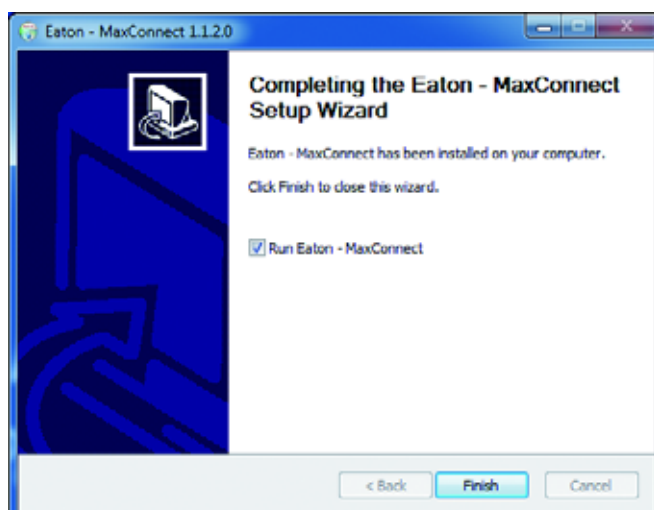 Eaton - MaxConnect 1.1.2.0
Completing the Eaton - MaxConnect
Setup Wizard
Eaton - MaxConnect has been installed on your computer.
Click Finish to close this wizard.
Run Eaton - MaxConnect
< Back Finish Cancel